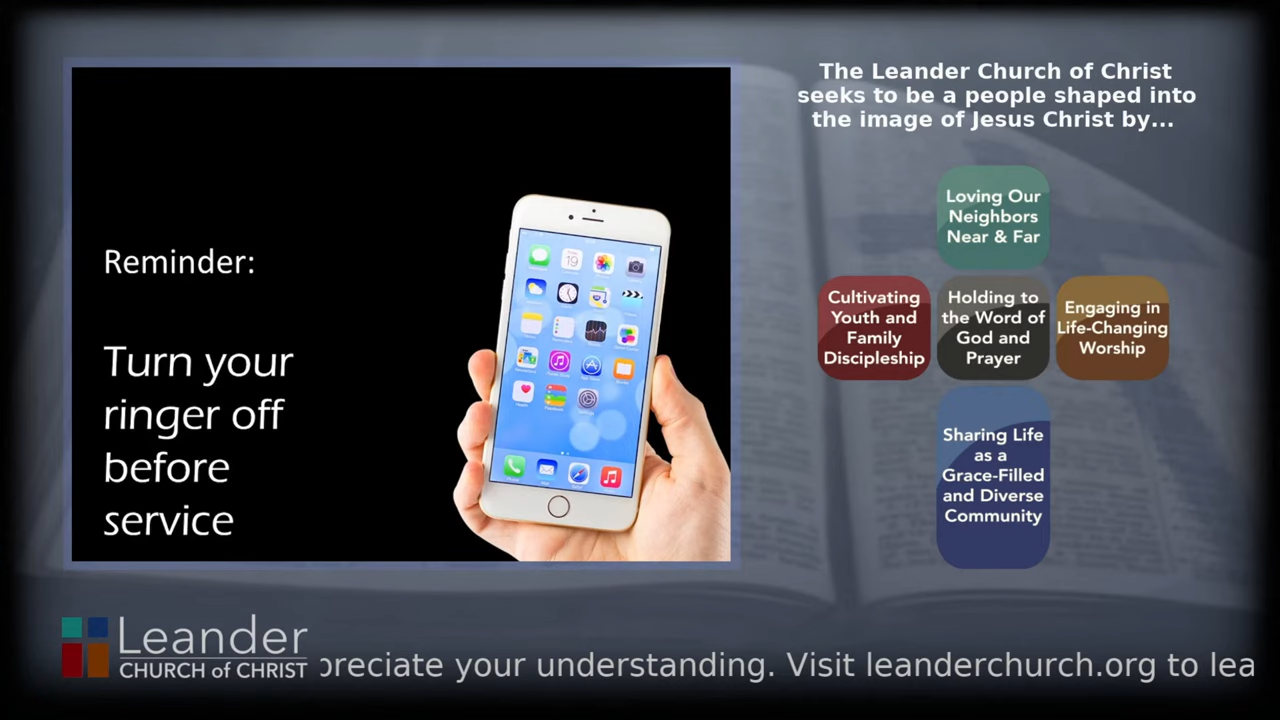 Reminder:
Turn your
ringer off
before
service
The Leander Church of Christ
seeks to be a people shaped into
the image of Jesus Christ by...
Loving Our
Neighbors
Near & Far
Cultivating
Youth and
Family
Discipleship
Holding to
the Word of
God and
Prayer
Engaging in
Life-Changing
Worship
Sharing Life
as a
Grace-Filled
and Diverse
Community
Leander
CHURCH of CHRIST
preciate your understanding. Visit leanderchurch.org to lea